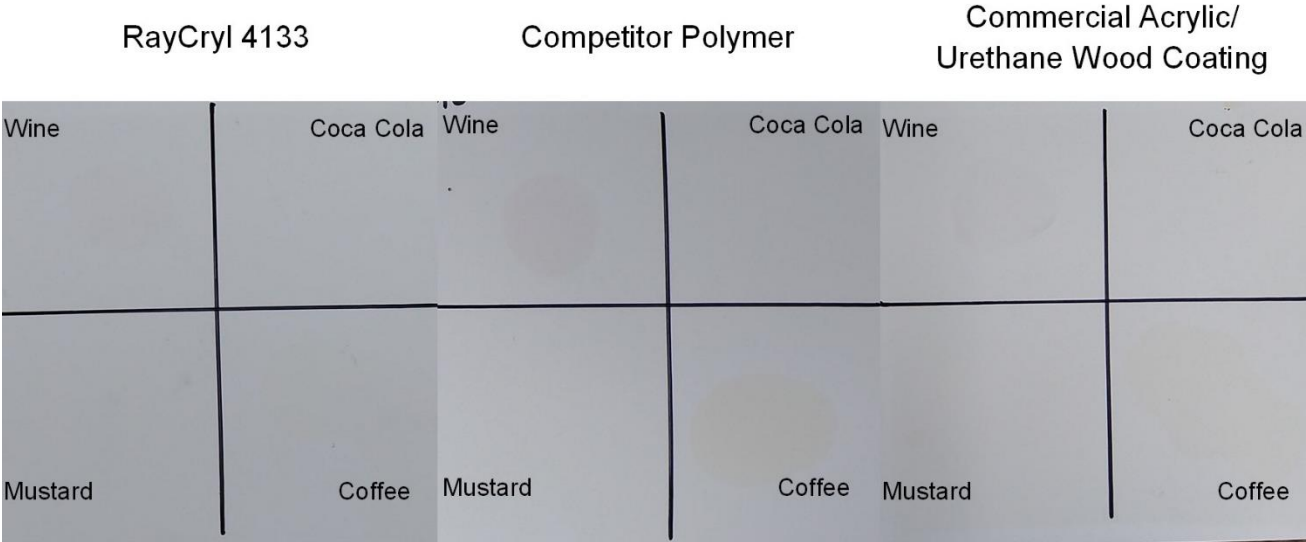 RayCryl 4133
Competitor Polymer
Commercial Acrylic/
Urethane Wood Coating
Wine
Coca Cola
Mustard
Coffee
Wine
Coca Cola
Mustard
Coffee
Wine
Coca Cola
Mustard
Coffee